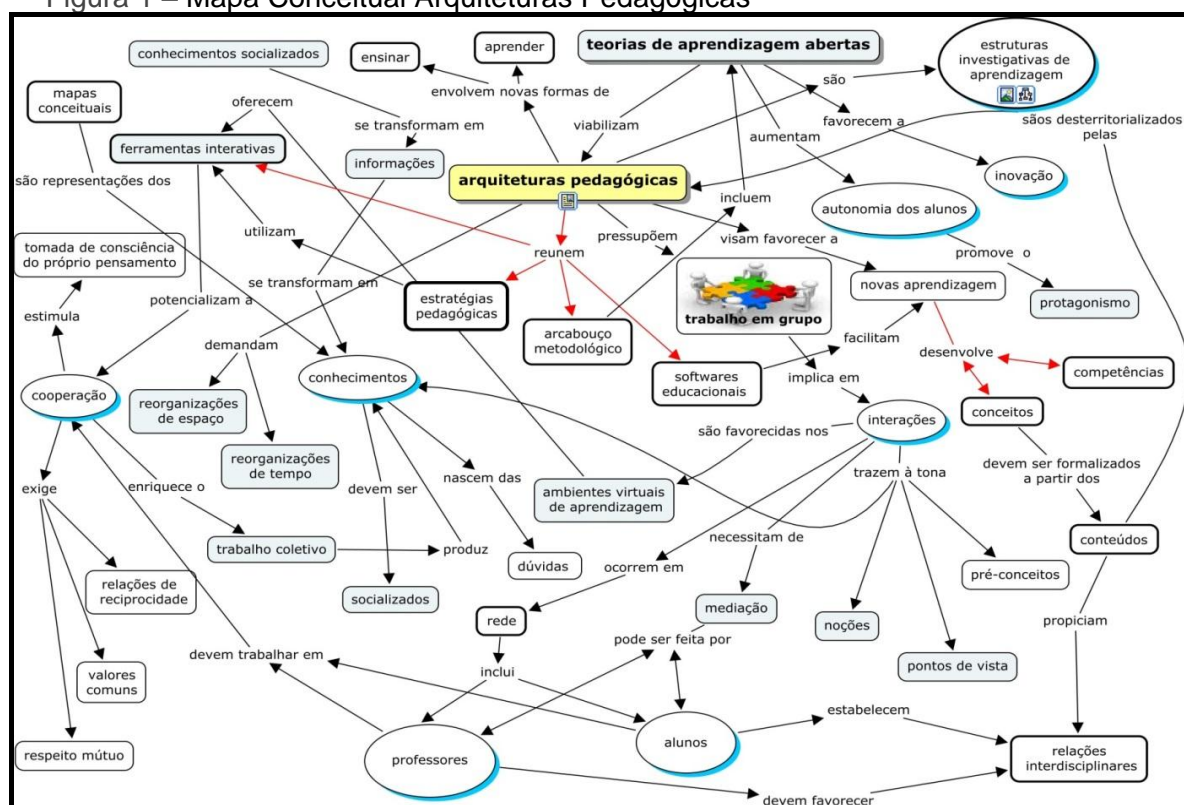 Figura 1 – Mapa Conceitual Arquiteturas Pedagógicas
conhecimentos socializados
ensinar
aprender
teorias de aprendizagem abertas
estruturas
investigativas de
aprendizagem
mapas
conceituais
oferecem
envolvem novas formas de
são
se transformam em
viabilizam
aumentam
favorecem a
sãos desterritorializados
pelas
ferramentas interativas
informações
arquiteturas pedagógicas
inovação
são representações dos
incluem
autonomia dos alunos
utilizam
pressupõem
visam favorecer a
tomada de consciência
do próprio pensamento
reunem
promove o
se transformam em
estratégias
pedagógicas
novas aprendizagem
protagonismo
potencializam a
estimula
trabalho em grupo
arcabouço
metodológico
facilitam
demandam
desenvolve
softwares
educacionais
implica em
competências
cooperação
conhecimentos
reorganizações
de espaço
conceitos
interações
são favorecidas nos
reorganizações
de tempo
devem ser formalizados
a partir dos
exige
enriquece o
devem ser
nascem das
ambientes virtuais
de aprendizagem
trazem à tona
necessitam de
trabalho coletivo
produz
conteúdos
dúvidas
ocorrem em
pré-conceitos
relações de
reciprocidade
socializados
mediação
rede
noções
propiciam
pode ser feita por
devem trabalhar em
pontos de vista
valores
comuns
inclui
estabelecem
respeito mútuo
professores
alunos
relações
interdisciplinares
devem favorecer